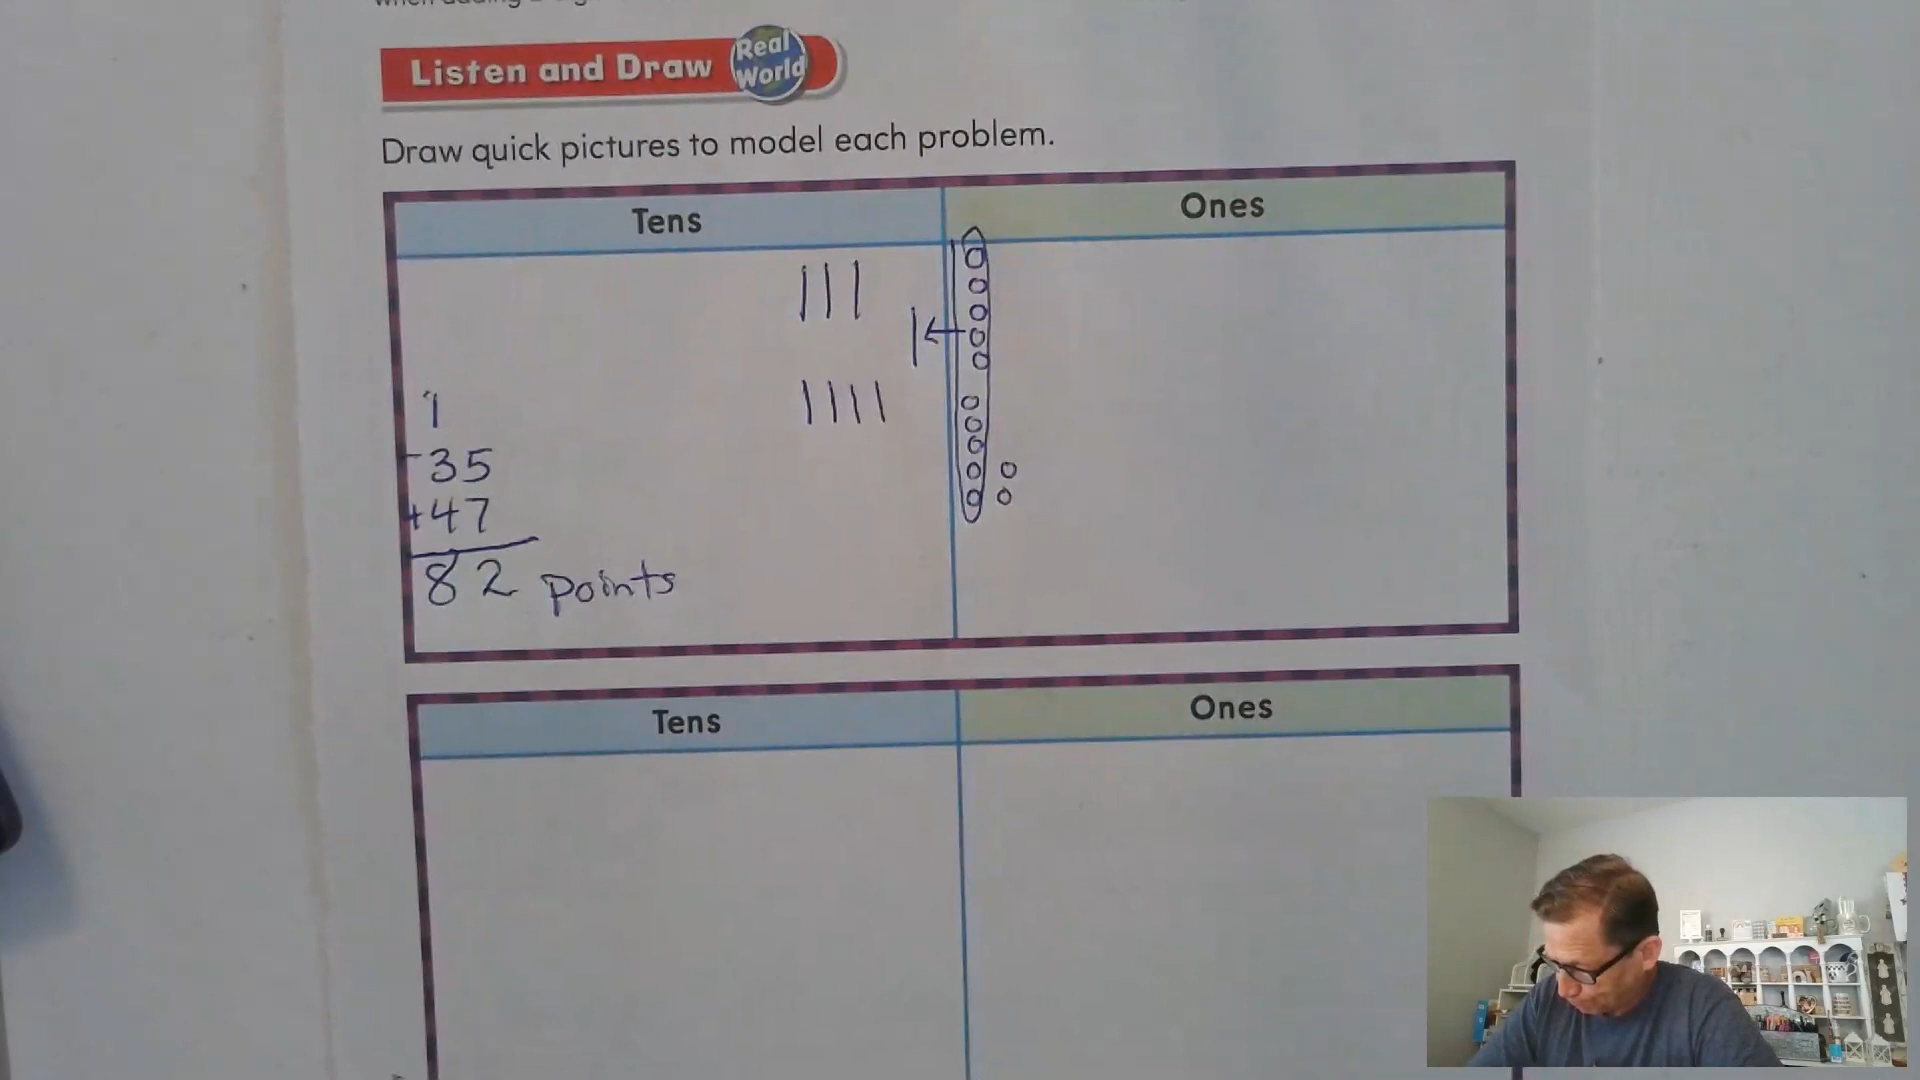 Listen and Draw Real World
Draw quick pictures to model each problem.
Tens Ones
1
35
+47
82 points
Tens Ones